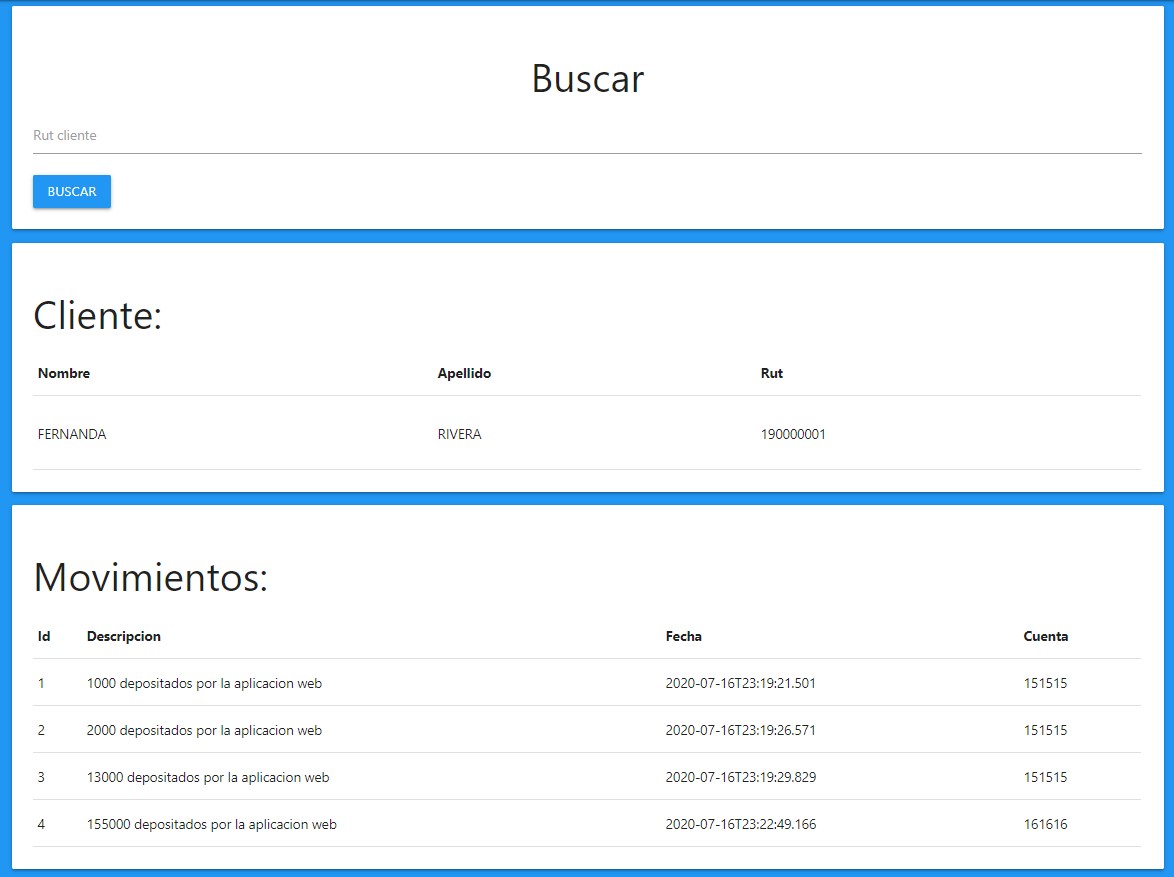 Buscar
Rut cliente
BUSCAR
Cliente:
Nombre Apellido Rut
FERNANDA RIVERA 190000001
Movimientos:
Id Descripcion Fecha Cuenta
1 1000 depositados por la aplicacion web 2020-07-16T23:19:21.501 151515
2 2000 depositados por la aplicacion web 2020-07-16T23:19:26.571 151515
3 13000 depositados por la aplicacion web 2020-07-16T23:19:29.829 151515
4 155000 depositados por la aplicacion web 2020-07-16T23:22:49.166 161616